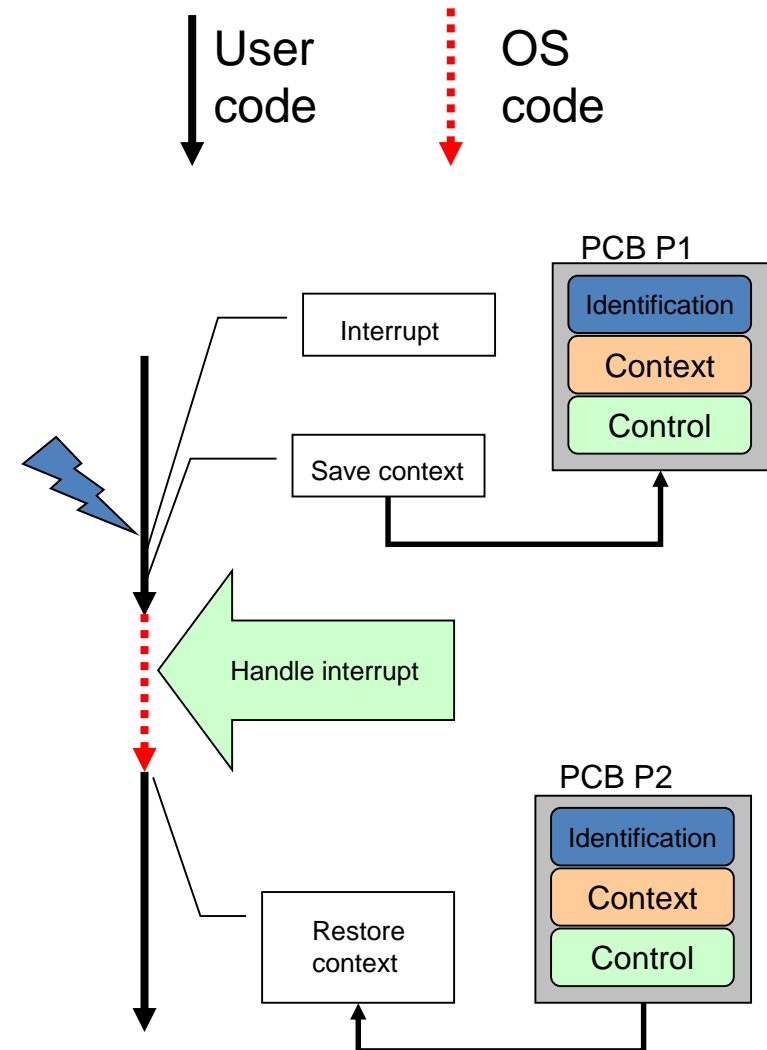 User
code
OS
code
PCB P1
Identification
Context
Control
Interrupt
Save context
Handle interrupt
PCB P2
Identification
Context
Control
Restore
context